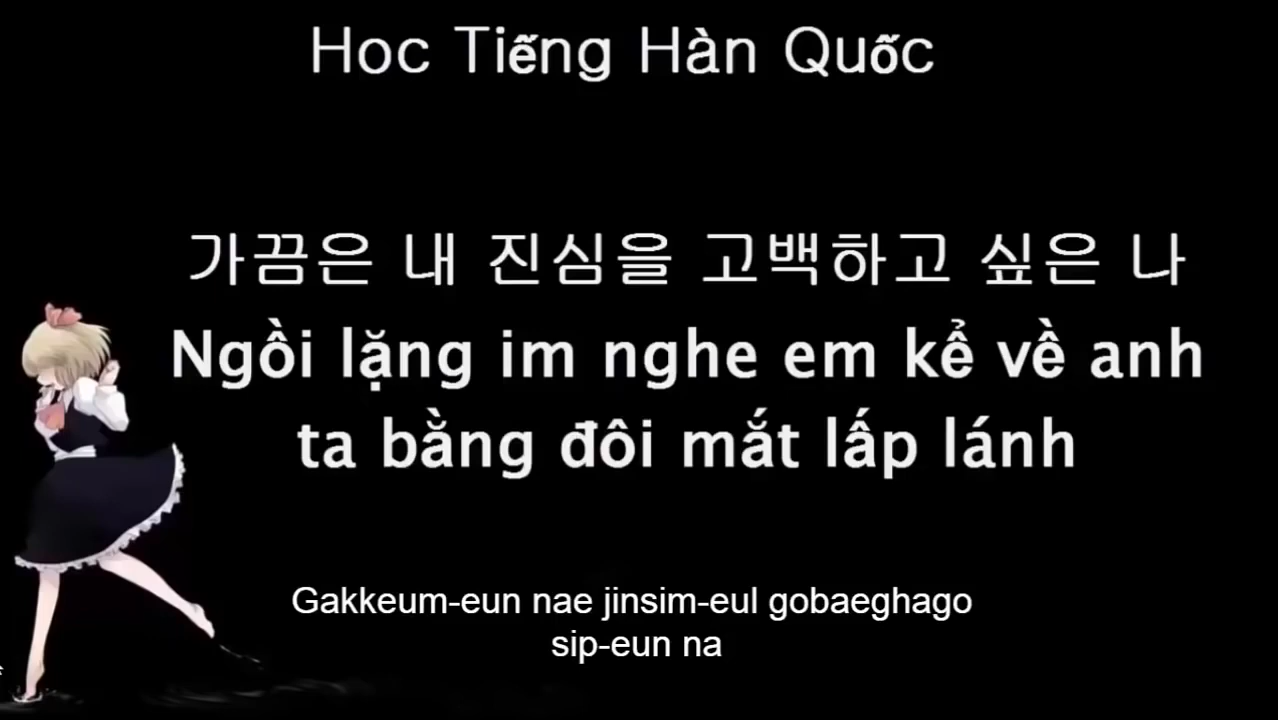 Hoc Tiếng Hàn Quốc
가끔은 내 진심을 고백하고 싶은 나
Ngồi lặng im nghe em kể về anh
ta bằng đôi mắt lấp lánh
Gakkeum-eun nae jinsim-eul gobaeghago
sip-eun na